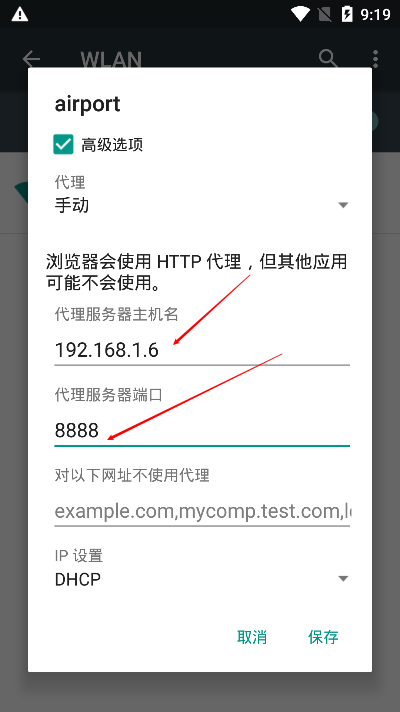 9:19
WLAN
airport
高级选项
代理
手动
浏览器会使用 HTTP 代理，但其他应用
可能不会使用。
代理服务器主机名
192.168.1.6
代理服务器端口
8888
对以下网址不使用代理
example.com,mycomp.test.com,l
IP 设置
DHCP
取消 保存